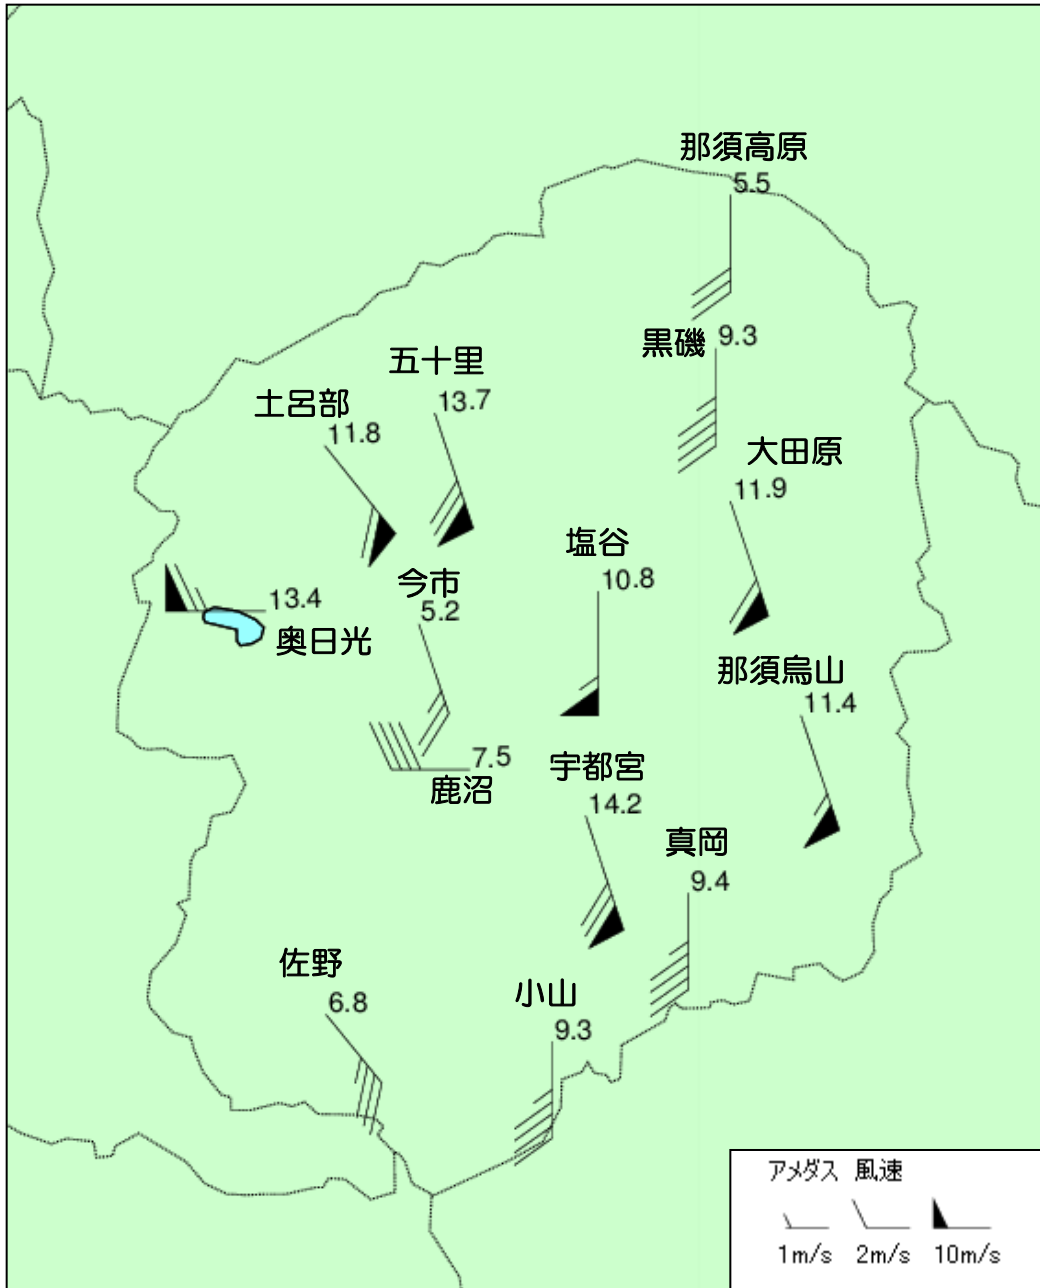 那須高原
5.5
黒磯 9.3
五十里
13.7
土呂部
11.8
大田原
11.9
塩谷
10.8
今市
5.2
13.4
奥日光
那須烏山
11.4
7.5
鹿沼
宇都宮
14.2
真岡
9.4
佐野
6.8
小山
9.3
アメダス 風速
1m/s 2m/s 10m/s